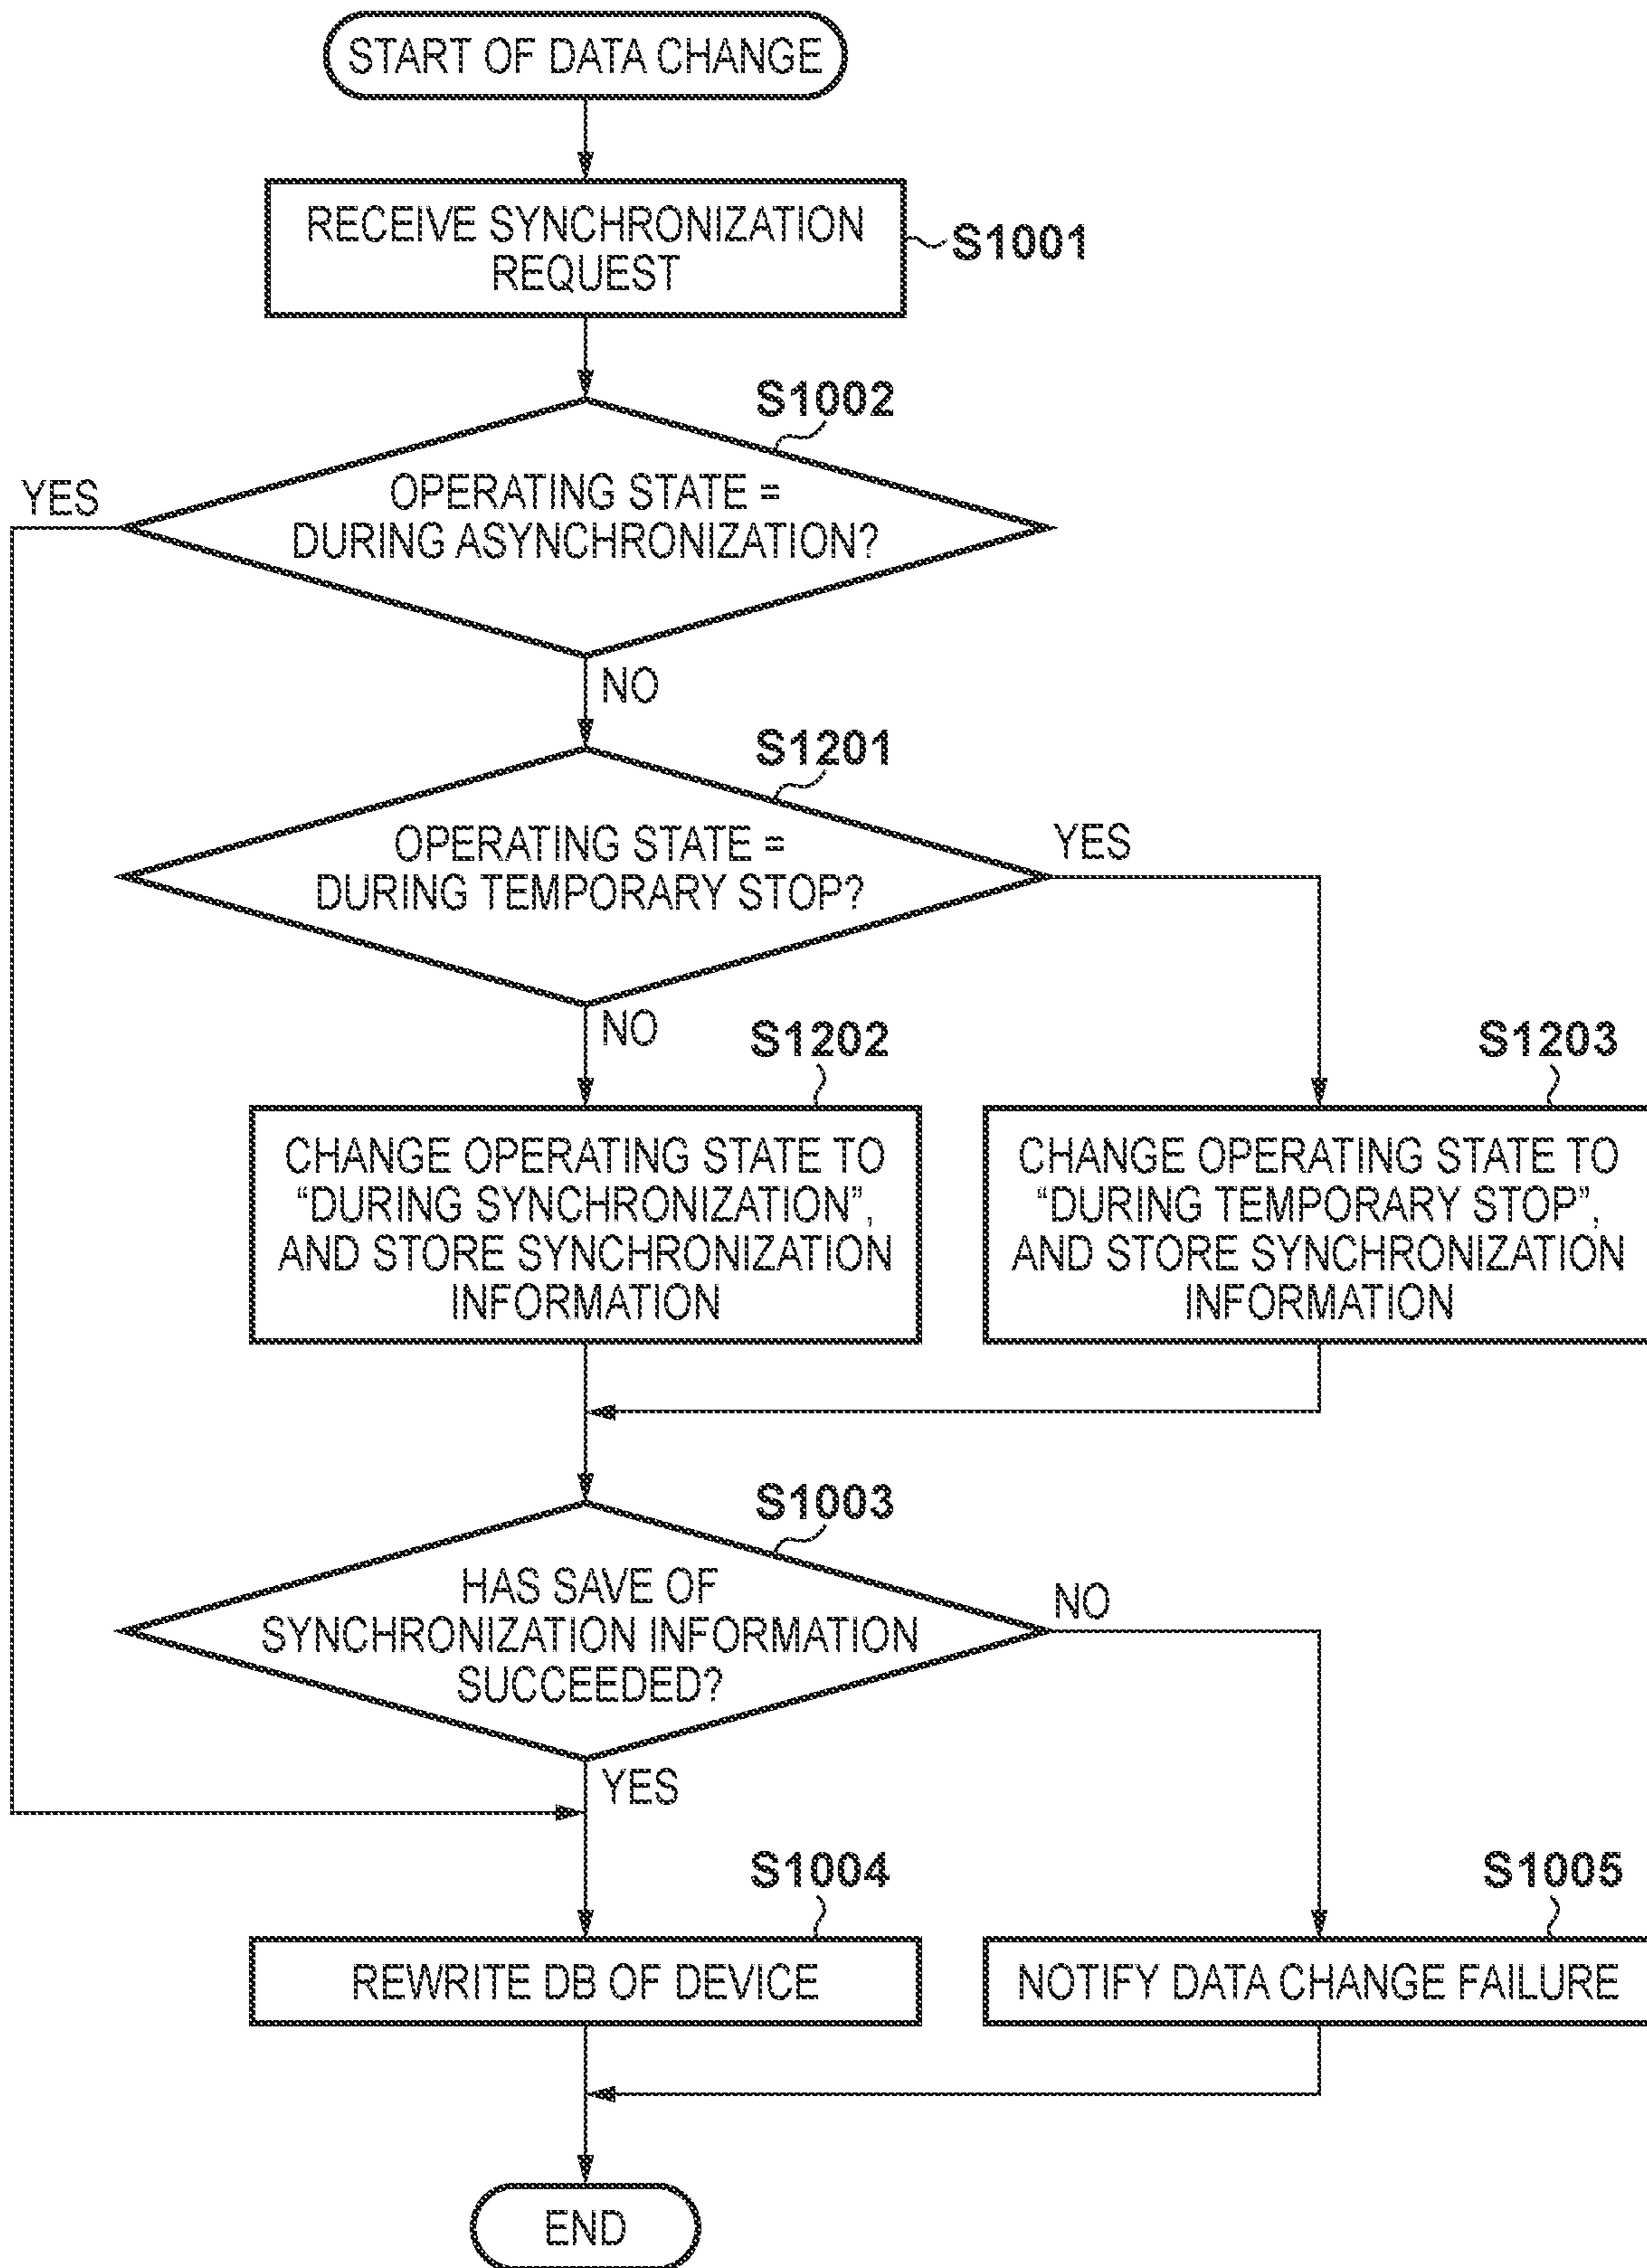 START OF DATA CHANGE
RECEIVE SYNCHRONIZATION
REQUEST
S1001
S1002
OPERATING STATE =
DURING ASYNCHRONIZATION?
YES
NO
S1201
OPERATING STATE =
DURING TEMPORARY STOP?
YES
NO
S1202
CHANGE OPERATING STATE TO
“DURING SYNCHRONIZATION”,
AND STORE SYNCHRONIZATION
INFORMATION
S1203
CHANGE OPERATING STATE TO
“DURING TEMPORARY STOP”,
AND STORE SYNCHRONIZATION
INFORMATION
S1003
HAS SAVE OF
SYNCHRONIZATION INFORMATION
SUCCEEDED?
NO
YES
S1004
REWRITE DB OF DEVICE
S1005
NOTIFY DATA CHANGE FAILURE
END